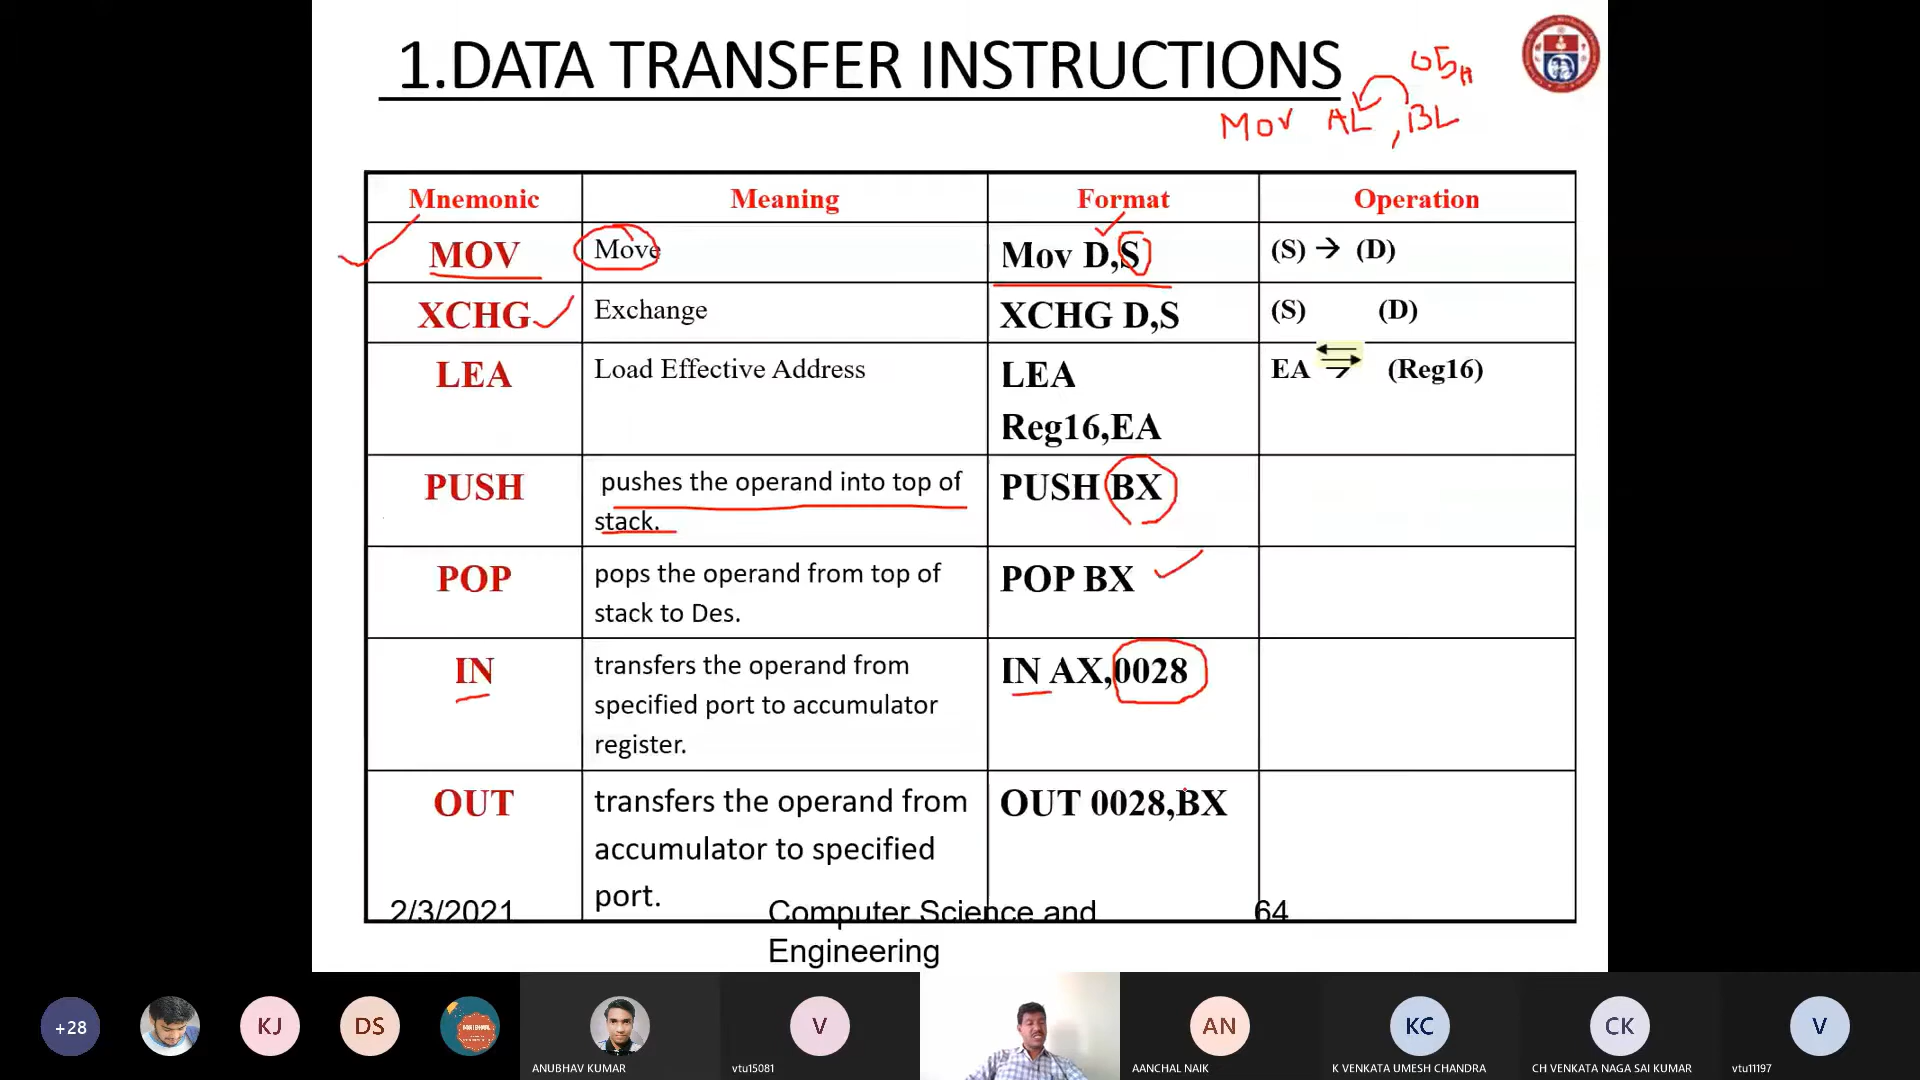 1.DATA TRANSFER INSTRUCTIONS
05H
MOV AL,BL
Mnemonic Meaning Format Operation
MOV Move Mov D,S (S) → (D)
XCHG Exchange XCHG D,S (S) (D)
LEA Load Effective Address LEA EA → (Reg16)
Reg16,EA
PUSH pushes the operand into top of PUSH BX
stack.
POP pops the operand from top of POP BX
stack to Des.
IN transfers the operand from IN AX,0028
specified port to accumulator
register.
OUT transfers the operand from OUT 0028,BX
accumulator to specified
port.
2/3/2021 Computer Science and 64
Engineering
+28 KJ DS V AN KC CK V
ANUBHAV KUMAR vtu15081 AANCHAL NAIK K VENKATA UMESH CHANDRA CH VENKATA NAGA SAI KUMAR vtu11197